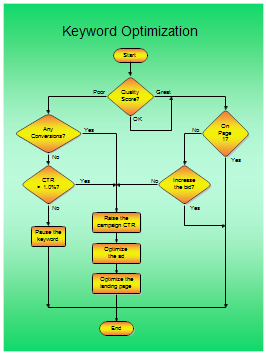 Keyword Optimization
Start
Poor
Quality
Score?
Great
OK
Any
Conversions?
Yes
No
On
Page
1?
No
Yes
CTR
Yes
No
No
Increase
the bid?
Yes
Pause the
keyword
Raise the
campaign CTR
Optimize
the ad
Optimize the
landing page
End